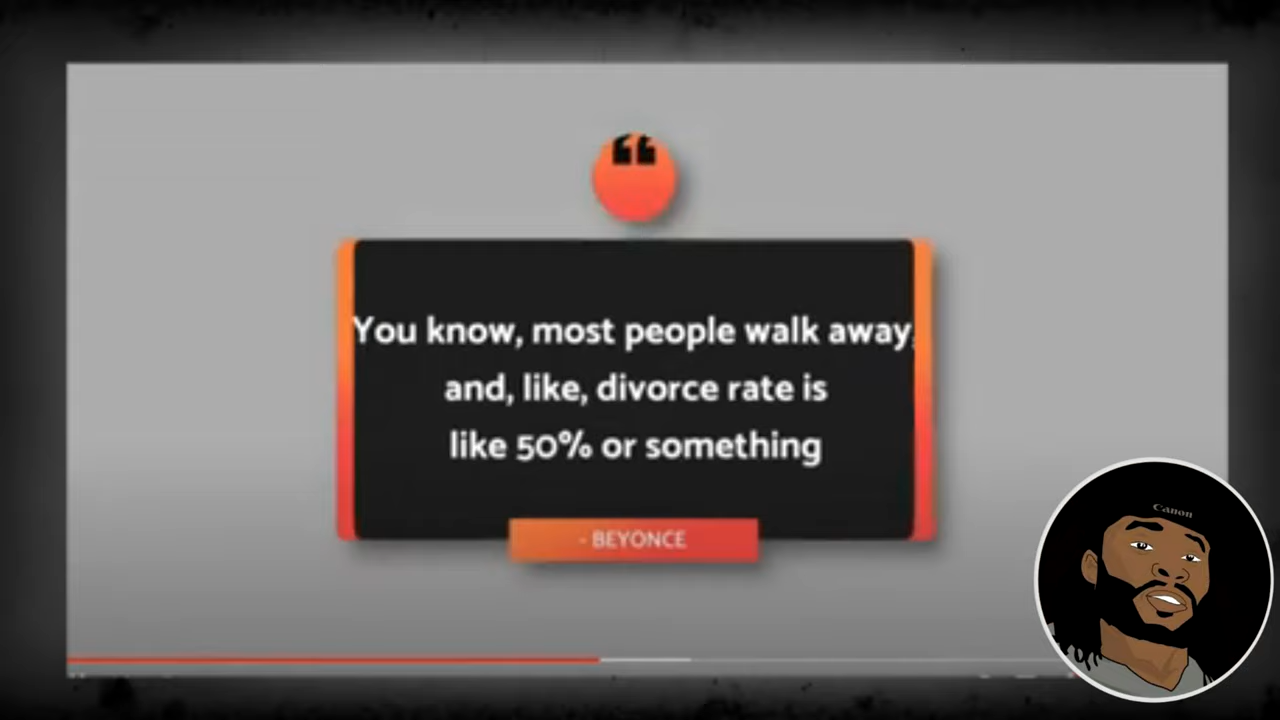 You know, most people walk away,
and, like, divorce rate is
like 50% or something
- BEYONCE
Canon